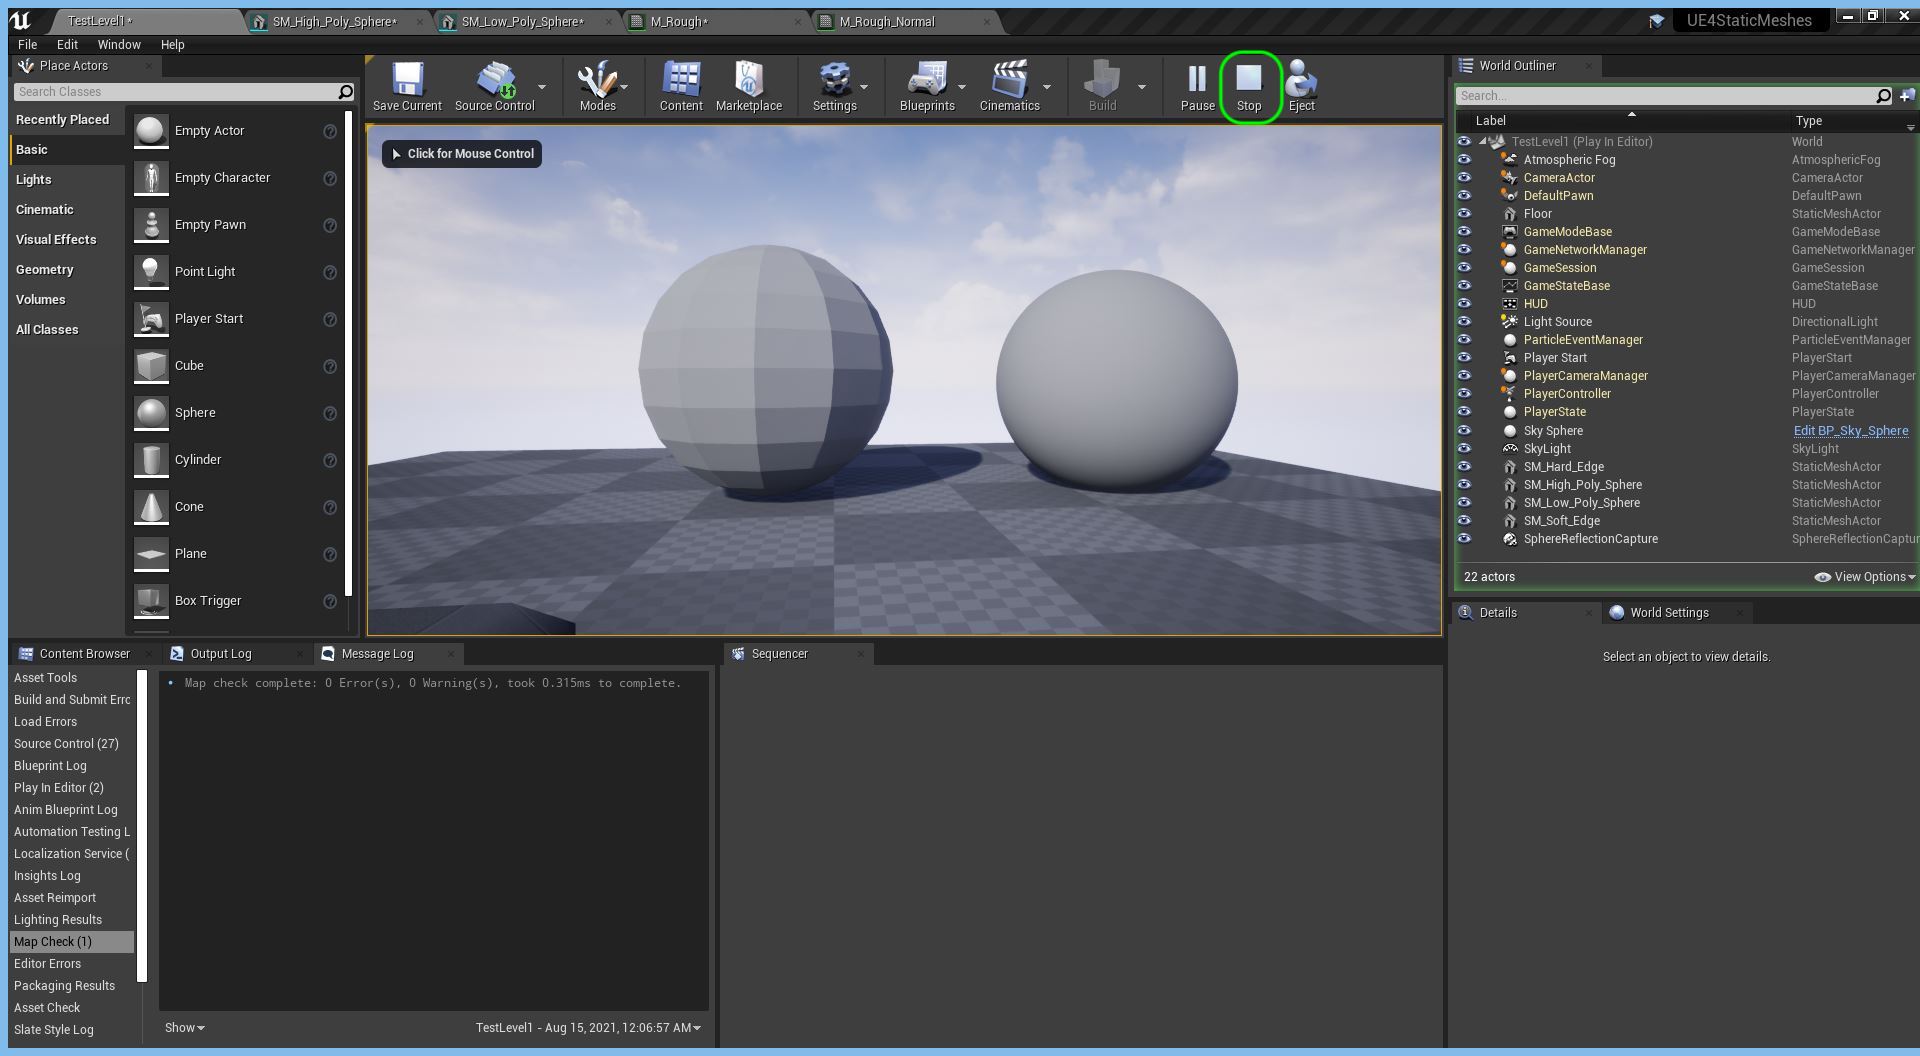 TestLevel1*
SM_High_Poly_Sphere*
SM_Low_Poly_Sphere*
M_Rough*
M_Rough_Normal
UE4StaticMeshes
File Edit Window Help
Place Actors
Search Classes
Recently Placed
Basic
Lights
Cinematic
Visual Effects
Geometry
Volumes
All Classes
Empty Actor
Empty Character
Empty Pawn
Point Light
Player Start
Cube
Sphere
Cylinder
Cone
Plane
Box Trigger
Save Current
Source Control
Modes
Content
Marketplace
Settings
Blueprints
Cinematics
Build
Pause
Stop
Eject
Click for Mouse Control
World Outliner
Search...
Label Type
TestLevel1 (Play In Editor) World
Atmospheric Fog AtmosphericFog
CameraActor CameraActor
DefaultPawn DefaultPawn
Floor StaticMeshActor
GameModeBase GameModeBase
GameNetworkManager GameNetworkManager
GameSession GameSession
GameStateBase GameStateBase
HUD HUD
Light Source DirectionalLight
ParticleEventManager ParticleEventManager
Player Start PlayerStart
PlayerCameraManager PlayerCameraManager
PlayerController PlayerController
PlayerState PlayerState
Sky Sphere Edit BP_Sky_Sphere
SkyLight SkyLight
SM_Hard_Edge StaticMeshActor
SM_High_Poly_Sphere StaticMeshActor
SM_Low_Poly_Sphere StaticMeshActor
SM_Soft_Edge StaticMeshActor
SphereReflectionCapture SphereReflectionCaptur
22 actors View Options
Details
World Settings
Select an object to view details.
Content Browser
Output Log
Message Log
Asset Tools
Build and Submit Erro
Load Errors
Source Control (27)
Blueprint Log
Play In Editor (2)
Anim Blueprint Log
Automation Testing L
Localization Service (
Insights Log
Asset Reimport
Lighting Results
Map Check (1)
Editor Errors
Packaging Results
Asset Check
Slate Style Log
Map check complete: 0 Error(s), 0 Warning(s), took 0.315ms to complete.
Show
TestLevel1 - Aug 15, 2021, 12:06:57 AM
Sequencer